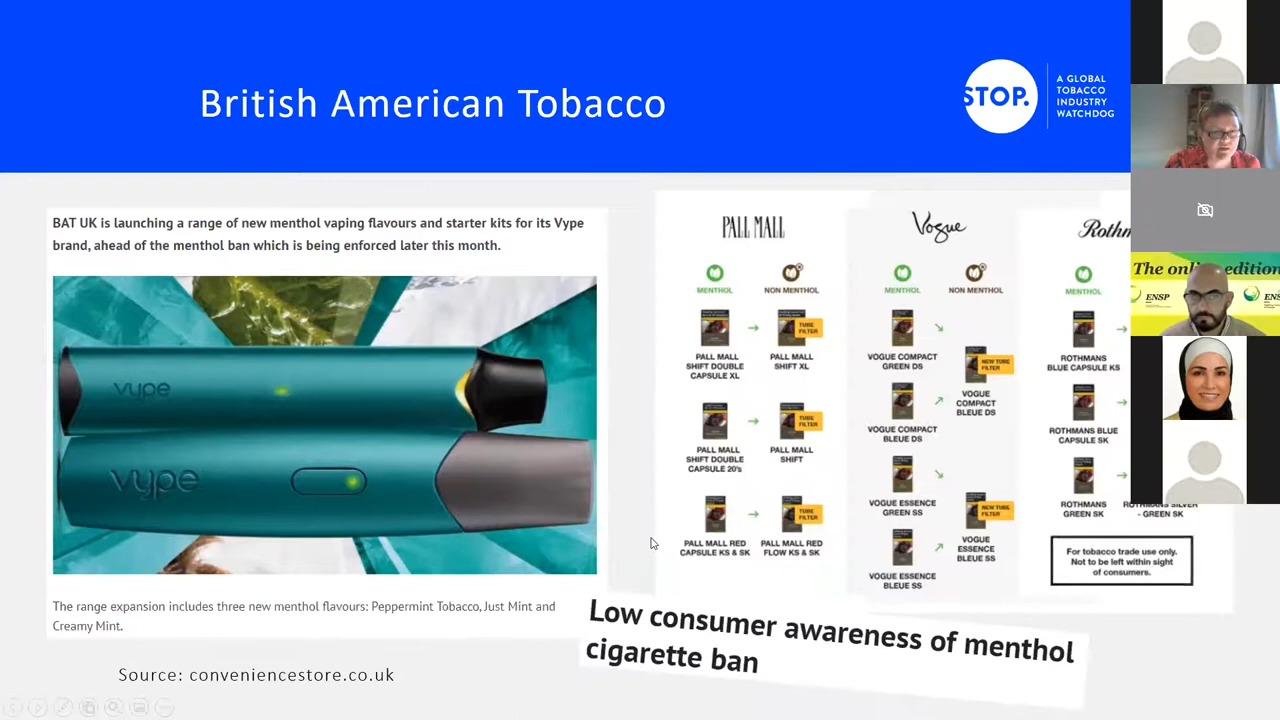 British American Tobacco
STOP.
A GLOBAL
TOBACCO
INDUSTRY
WATCHDOG
BAT UK is launching a range of new menthol vaping flavours and starter kits for its Vype
brand, ahead of the menthol ban which is being enforced later this month.
vype
vype
The range expansion includes three new menthol flavours: Peppermint Tobacco, Just Mint and
Creamy Mint.
Source: conveniencestore.co.uk
PALL MALL
MENTHOL
NON MENTHOL
TUBE
FILTER
PALL MALL
SHIFT DOUBLE
CAPSULE XL
PALL MALL
SHIFT XL
TUBE
FILTER
PALL MALL
SHIFT DOUBLE
CAPSULE 20's
PALL MALL
SHIFT
TUBE
FILTER
PALL MALL RED
CAPSULE KS & SK
PALL MALL RED
FLOW KS & SK
Vogue
MENTHOL
NON MENTHOL
VOGUE COMPACT
GREEN DS
NEW TUBE
FILTER
VOGUE
COMPACT
BLEUE DS
VOGUE COMPACT
BLEUE DS
VOGUE ESSENCE
GREEN SS
NEW TUBE
FILTER
VOGUE
ESSENCE
BLEUE SS
VOGUE ESSENCE
BLEUE SS
Rothm
MENTHOL
ROTHMANS
BLUE CAPSULE KS
ROTHMANS BLUE
CAPSULE SK
ROTHMANS
GREEN SK
ROTHMANS SILVER
- GREEN SK
For tobacco trade use only.
Not to be left within sight
of consumers.
Low consumer awareness of menthol
cigarette ban
The onli edition
ENSP
ENS